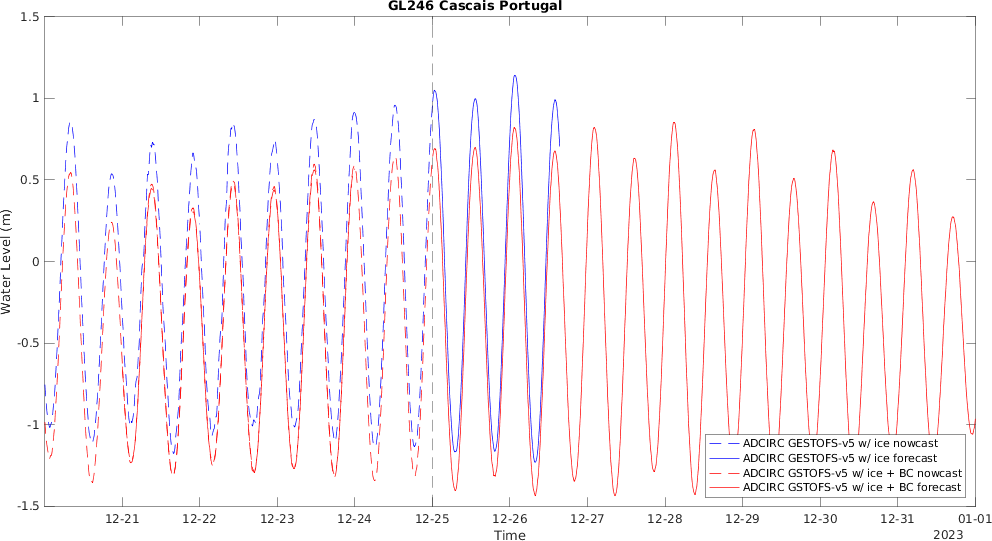 GL246 Cascais Portugal
1.5
1
0.5
0
-0.5
-1
-1.5
Water Level (m)
12-21 12-22 12-23 12-24 12-25 12-26 12-27 12-28 12-29 12-30 12-31 01-01
Time
2023
ADCIRC GESTOFS-v5 w/ ice nowcast
ADCIRC GESTOFS-v5 w/ ice forecast
ADCIRC GSTOFS-v5 w/ ice + BC nowcast
ADCIRC GSTOFS-v5 w/ ice + BC forecast